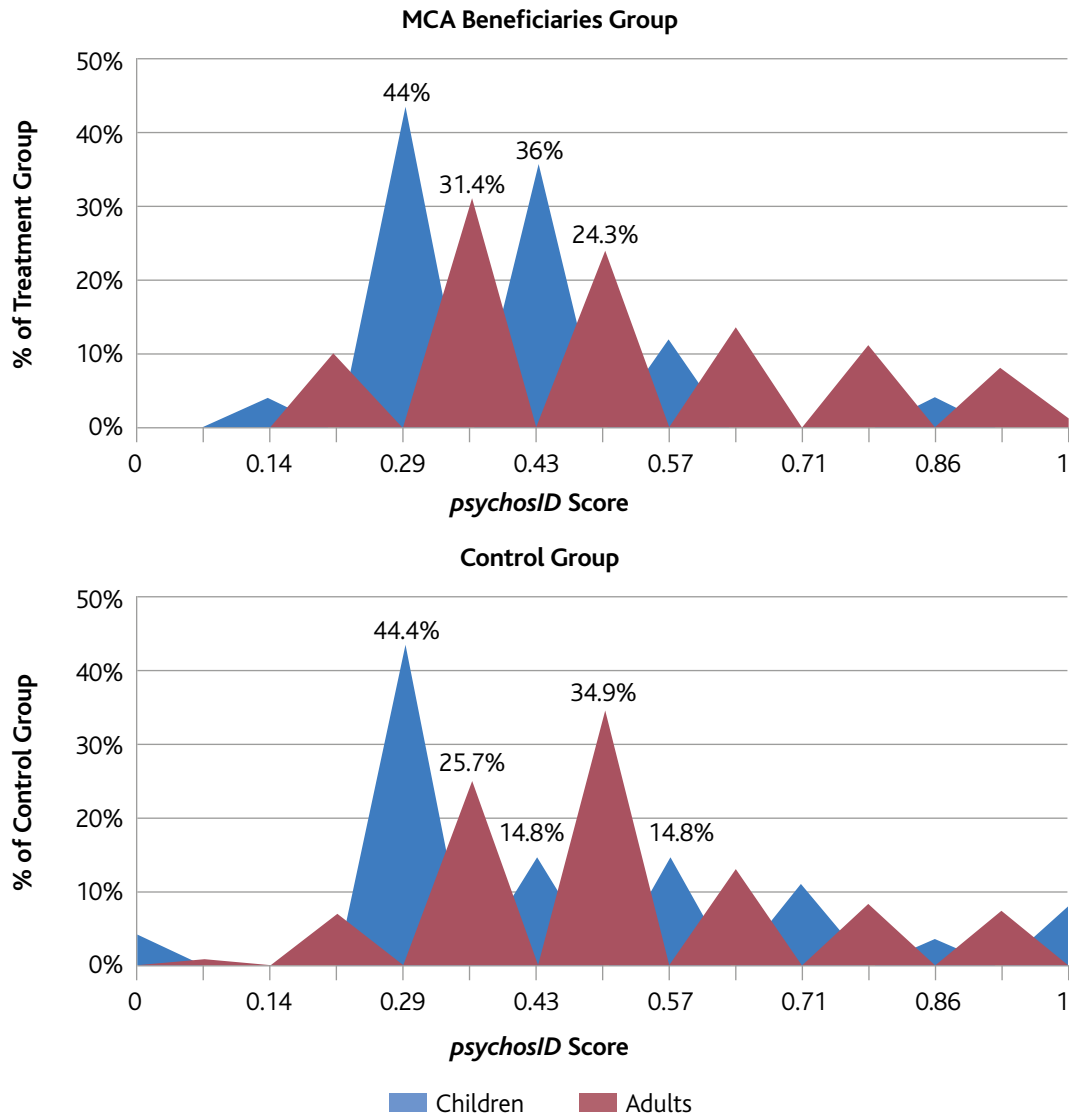 MCA Beneficiaries Group
% of Treatment Group
50%
40%
30%
20%
10%
0%
44%
36%
31.4%
24.3%
0 0.14 0.29 0.43 0.57 0.71 0.86 1
psychosID Score
Control Group
% of Control Group
50%
40%
30%
20%
10%
0%
44.4%
34.9%
25.7%
14.8% 14.8%
0 0.14 0.29 0.43 0.57 0.71 0.86 1
psychosID Score
Children Adults